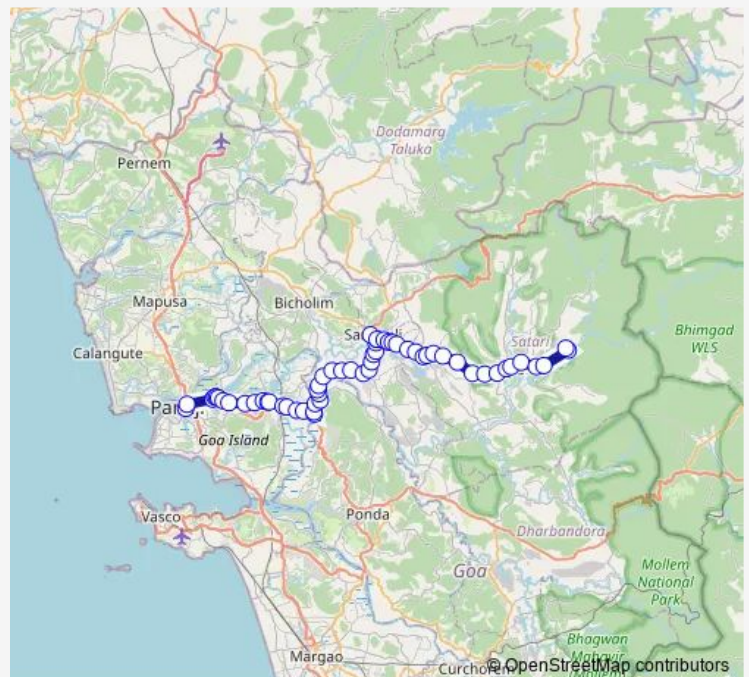 Dodamarg
Taluka
Pernem
Mapusa
Bicholim
Calangute
Satari
Bhimgad
WLS
Goa Island
Vasco
Ponda
Dharbandora
Goa
Mollem
National
Park
Bhagwan
Margao
© OpenStreetMap contributors